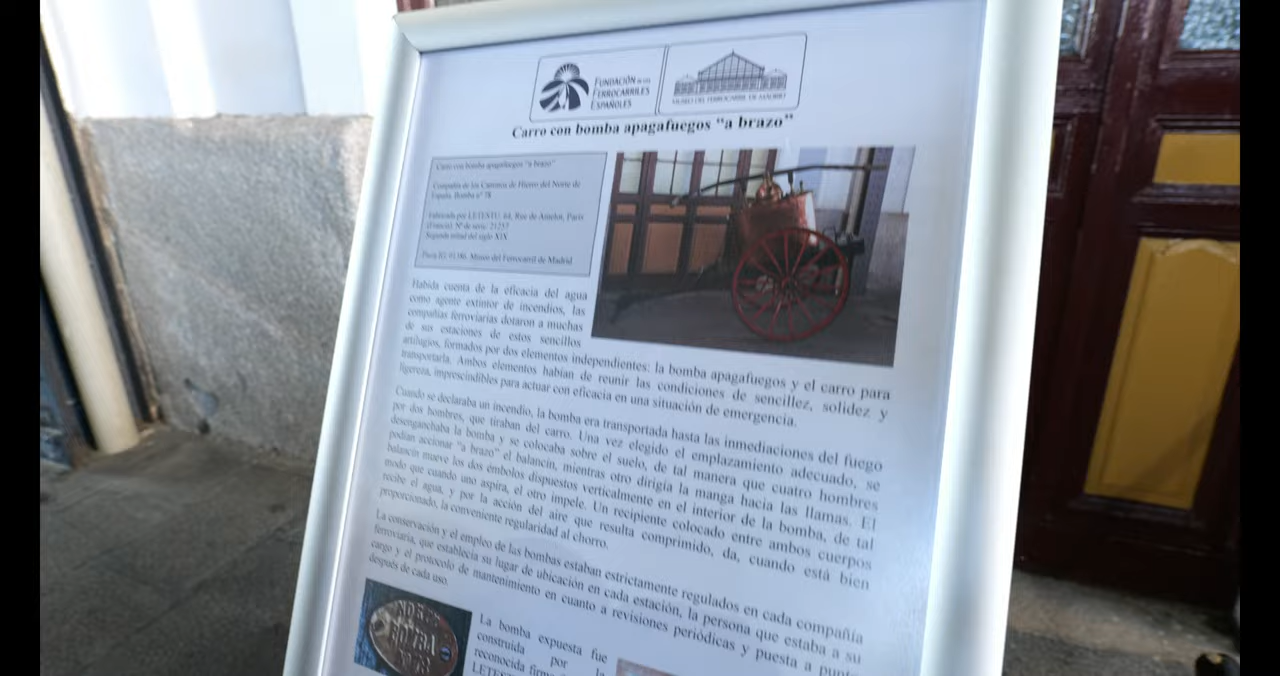 FUNDACIÓN DE LOS
FERROCARRILES
ESPAÑOLES
MUSEO DEL FERROCARRIL DE MADRID
Carro con bomba apagafuegos "a brazo"
Carro con bomba apagafuegos "a brazo"
Compañía de los Caminos de Hierro del Norte de
España. Bomba nº 78
Fabricada por LETESTU. 64, Rue de Amelot, París
(Francia). Nº de serie: 21257
Segunda mitad del siglo XIX
Pieza IG: Museo del Ferrocarril de Madrid
Habida cuenta de la eficacia del agua
como agente extintor de incendios, las
compañías ferroviarias dotaron a muchas
de sus estaciones de estos sencillos
artilugios, formados por dos elementos independientes: la bomba apagafuegos y el carro para
transportarla. Ambos elementos habían de reunir las condiciones de sencillez, solidez y
ligereza, imprescindibles para actuar con eficacia en una situación de emergencia.
Cuando se declaraba un incendio, la bomba era transportada hasta las inmediaciones del fuego
por dos hombres, que tiraban del carro. Una vez elegido el emplazamiento adecuado, se
desenganchaba la bomba y se colocaba sobre el suelo, de tal manera que cuatro hombres
podían accionar "a brazo" el balancín, mientras otro dirigía la manga hacia las llamas. El
balancín mueve los dos émbolos dispuestos verticalmente en el interior de la bomba, de tal
modo que cuando uno aspira, el otro impele. Un recipiente colocado entre ambos cuerpos
recibe el agua, y por la acción del aire que resulta comprimido, da, cuando está bien
proporcionado, la conveniente regularidad al chorro.
La conservación y el empleo de las bombas estaban estrictamente regulados en cada compañía
ferroviaria, que establecía su lugar de ubicación en cada estación, la persona que estaba a su
cargo y el protocolo de mantenimiento en cuanto a revisiones periódicas y puesta a punto
después de cada uso.
BOMBA
La bomba expuesta fue
construida por la
reconocida firma